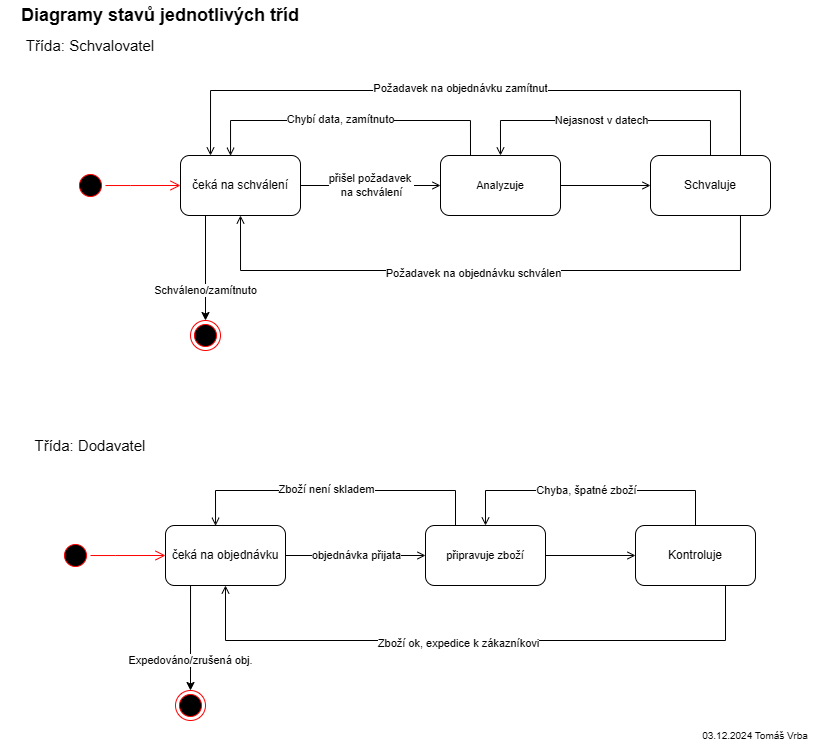 Diagramy stavů jednotlivých tříd
Třída: Schvalovatel
Požadavek na objednávku zamítnut
Chybí data, zamítnuto
Nejasnost v datech
čeká na schválení
přišel požadavek
na schválení
Analyzuje
Schvaluje
Požadavek na objednávku schválen
Schváleno/zamítnuto
Třída: Dodavatel
Zboží není skladem
Chyba, špatné zboží
čeká na objednávku
objednávka přijata
připravuje zboží
Kontroluje
Zboží ok, expedice k zákazníkovi
Expedováno/zrušená obj.
03.12.2024 Tomáš Vrba